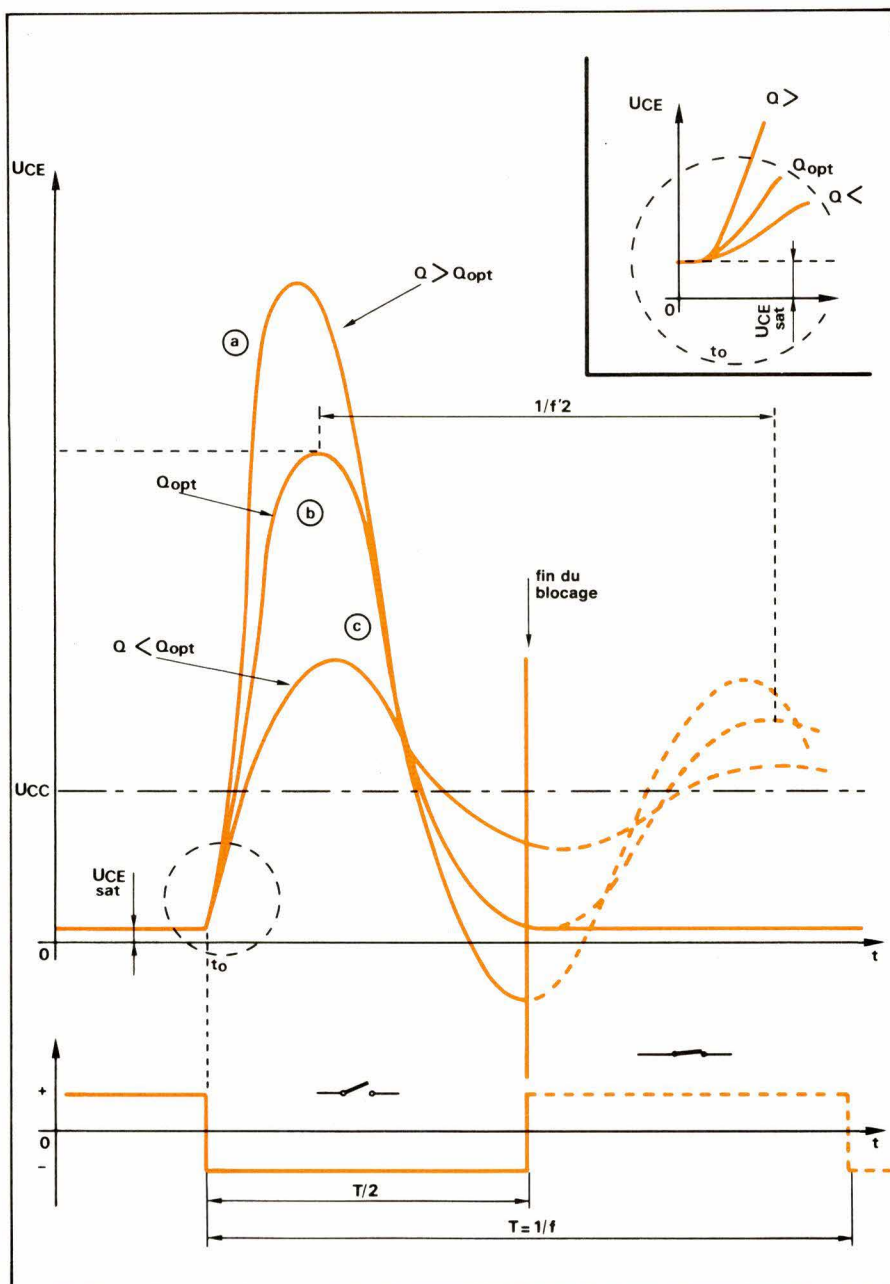 UCE
Q >
Qopt
Q <
0
UCE
sat
to
UCE
Q > Qopt
a
1/f'2
Qopt
b
fin du
blocage
Q < Qopt
c
UCC
UCE
sat
0
to
t
+
0
t
–
T/2
T = 1/f